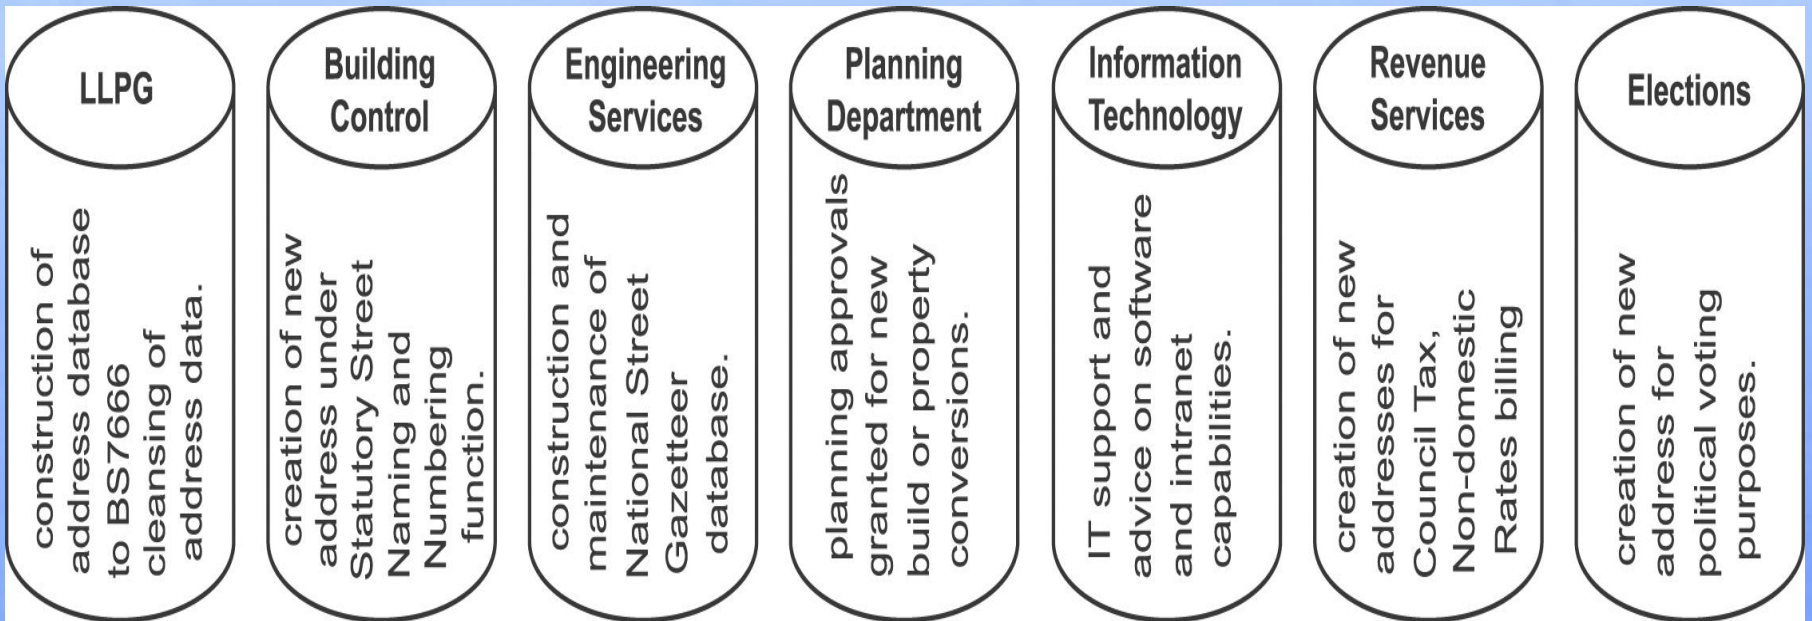 LLPG
construction of
address database
to BS7666
cleansing of
address data.
Building
Control
creation of new
address under
Statutory Street
Naming and
Numbering
function.
Engineering
Services
construction and
maintenance of
National Street
Gazetteer
database.
Planning
Department
planning approvals
granted for new
build or property
conversions.
Information
Technology
IT support and
advice on software
and intranet
capabilities.
Revenue
Services
creation of new
addresses for
Council Tax,
Non-domestic
Rates billing
Elections
creation of new
address for
political voting
purposes.